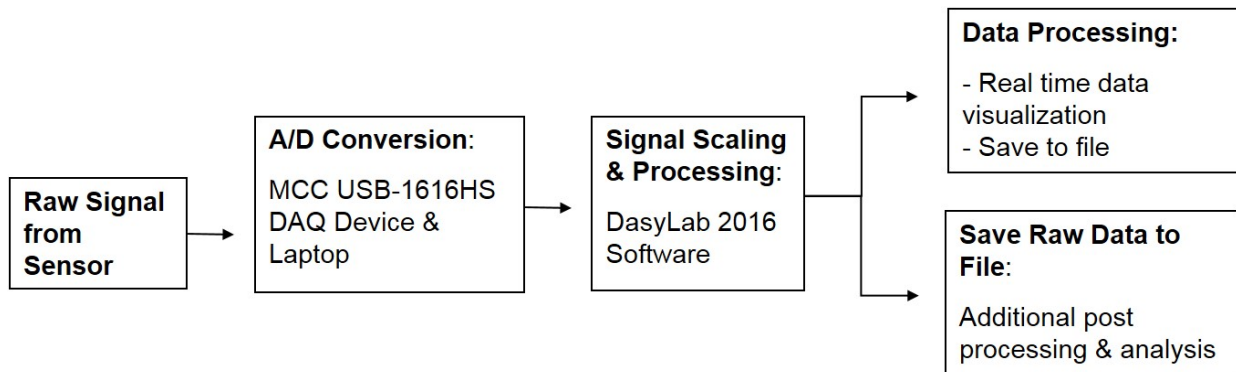 Raw Signal
from
Sensor
A/D Conversion:
MCC USB-1616HS
DAQ Device &
Laptop
Signal Scaling
& Processing:
DasyLab 2016
Software
Data Processing:
- Real time data
visualization
- Save to file
Save Raw Data to
File:
Additional post
processing & analysis